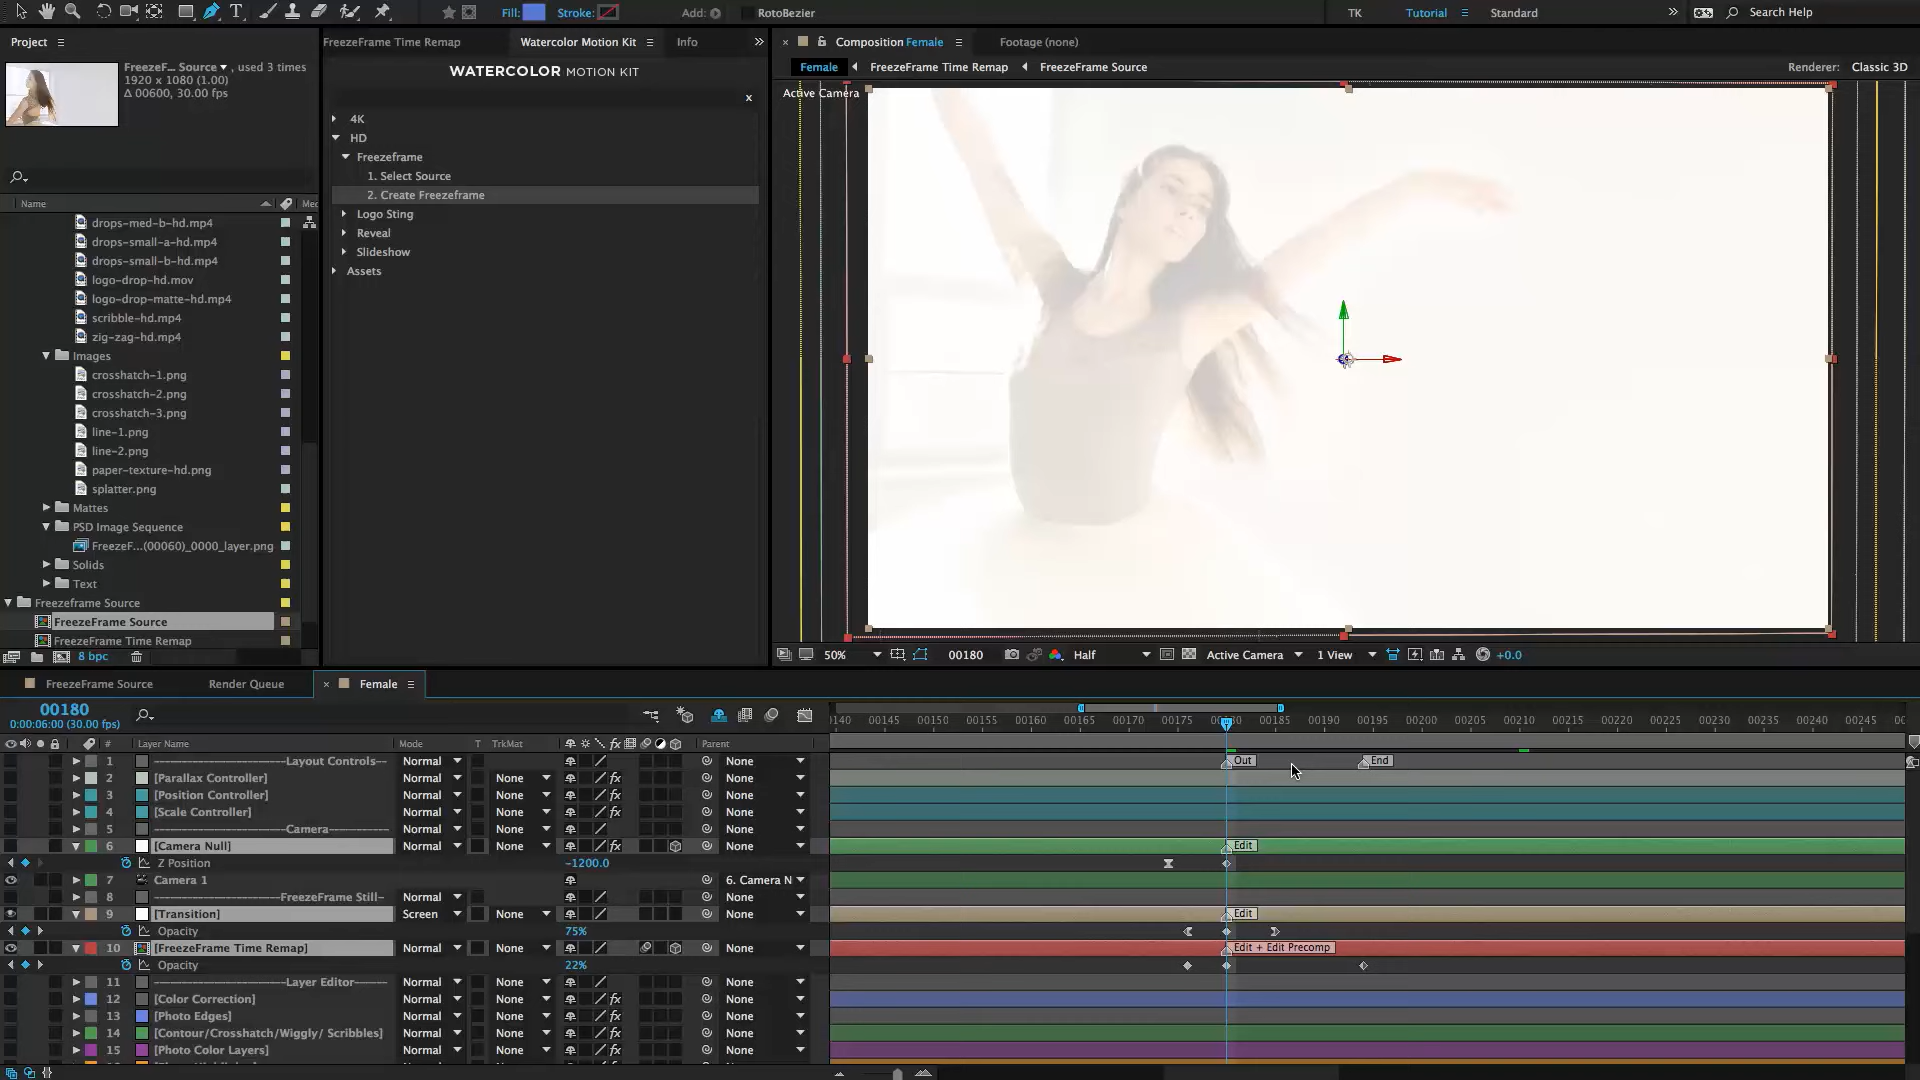 Fill:
Stroke:
Add:
RotoBezier
TK
Tutorial
Standard
Search Help
Project
FreezeF... Source ▾, used 3 times
1920 x 1080 (1.00)
Δ 00600, 30.00 fps
Name
Med
drops-med-b-hd.mp4
drops-small-a-hd.mp4
drops-small-b-hd.mp4
logo-drop-hd.mov
logo-drop-matte-hd.mp4
scribble-hd.mp4
zig-zag-hd.mp4
Images
crosshatch-1.png
crosshatch-2.png
crosshatch-3.png
line-1.png
line-2.png
paper-texture-hd.png
splatter.png
Mattes
PSD Image Sequence
FreezeF...(00060)_0000_layer.png
Solids
Text
Freezeframe Source
FreezeFrame Source
FreezeFrame Time Remap
8 bpc
FreezeFrame Time Remap
Watercolor Motion Kit
Info
WATERCOLOR MOTION KIT
x
4K
HD
Freezeframe
1. Select Source
2. Create Freezeframe
Logo Sting
Reveal
Slideshow
Assets
Composition Female
Footage (none)
Female
FreezeFrame Time Remap
FreezeFrame Source
Renderer:
Classic 3D
Active Camera
50%
00180
Half
Active Camera
1 View
+0.0
FreezeFrame Source
Render Queue
Female
00180
0:00:06:00 (30.00 fps)
# Layer Name Mode T TrkMat Parent
140 00145 00150 00155 00160 00165 00170 00175 00180 00185 00190 00195 00200 00205 00210 00215 00220 00225 00230 00235 00240 00245 00
1 ------------------------Layout Controls-- Normal None Out End
2 [Parallax Controller] Normal None fx None
3 [Position Controller] Normal None None
4 [Scale Controller] Normal None fx None
5 ------------------------Camera----------- Normal None None
6 [Camera Null] Normal None fx None Edit
Z Position -1200.0
7 Camera 1 6. Camera N
8 ------------------------FreezeFrame Still- Normal None None
9 [Transition] Screen None None Edit
Opacity 75%
10 [FreezeFrame Time Remap] Normal None None Edit + Edit Precomp
Opacity 22%
11 ------------------------Layer Editor------ Normal None None
12 [Color Correction] Normal None fx None
13 [Photo Edges] Normal None None
14 [Contour/Crosshatch/Wiggly/ Scribbles] Normal None fx None
15 [Photo Color Layers] Normal None None